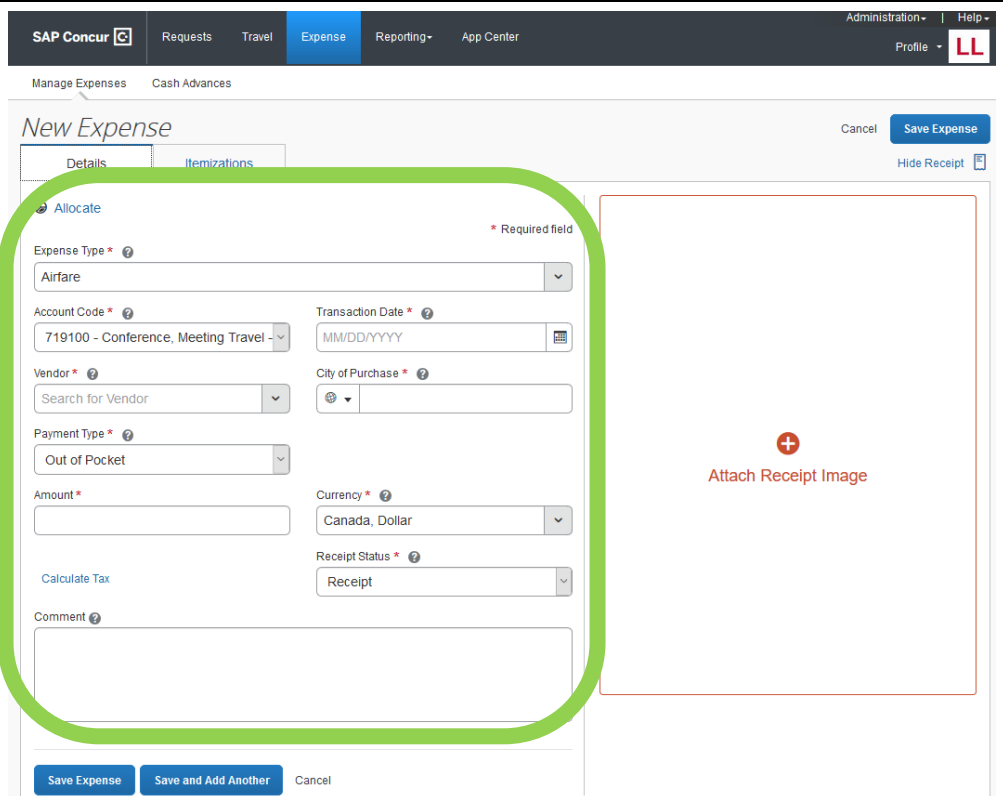 Administration | Help
SAP Concur C Requests Travel Expense Reporting App Center
Profile LL
Manage Expenses Cash Advances
New Expense
Cancel Save Expense
Details Itemizations
Hide Receipt
Allocate
* Required field
Expense Type * ?
Airfare
Account Code * ? Transaction Date * ?
719100 - Conference, Meeting Travel - MM/DD/YYYY
Vendor * ? City of Purchase * ?
Search for Vendor
Payment Type * ?
Out of Pocket
Attach Receipt Image
Amount * Currency * ?
Canada, Dollar
Receipt Status * ?
Calculate Tax Receipt
Comment ?
Save Expense Save and Add Another Cancel